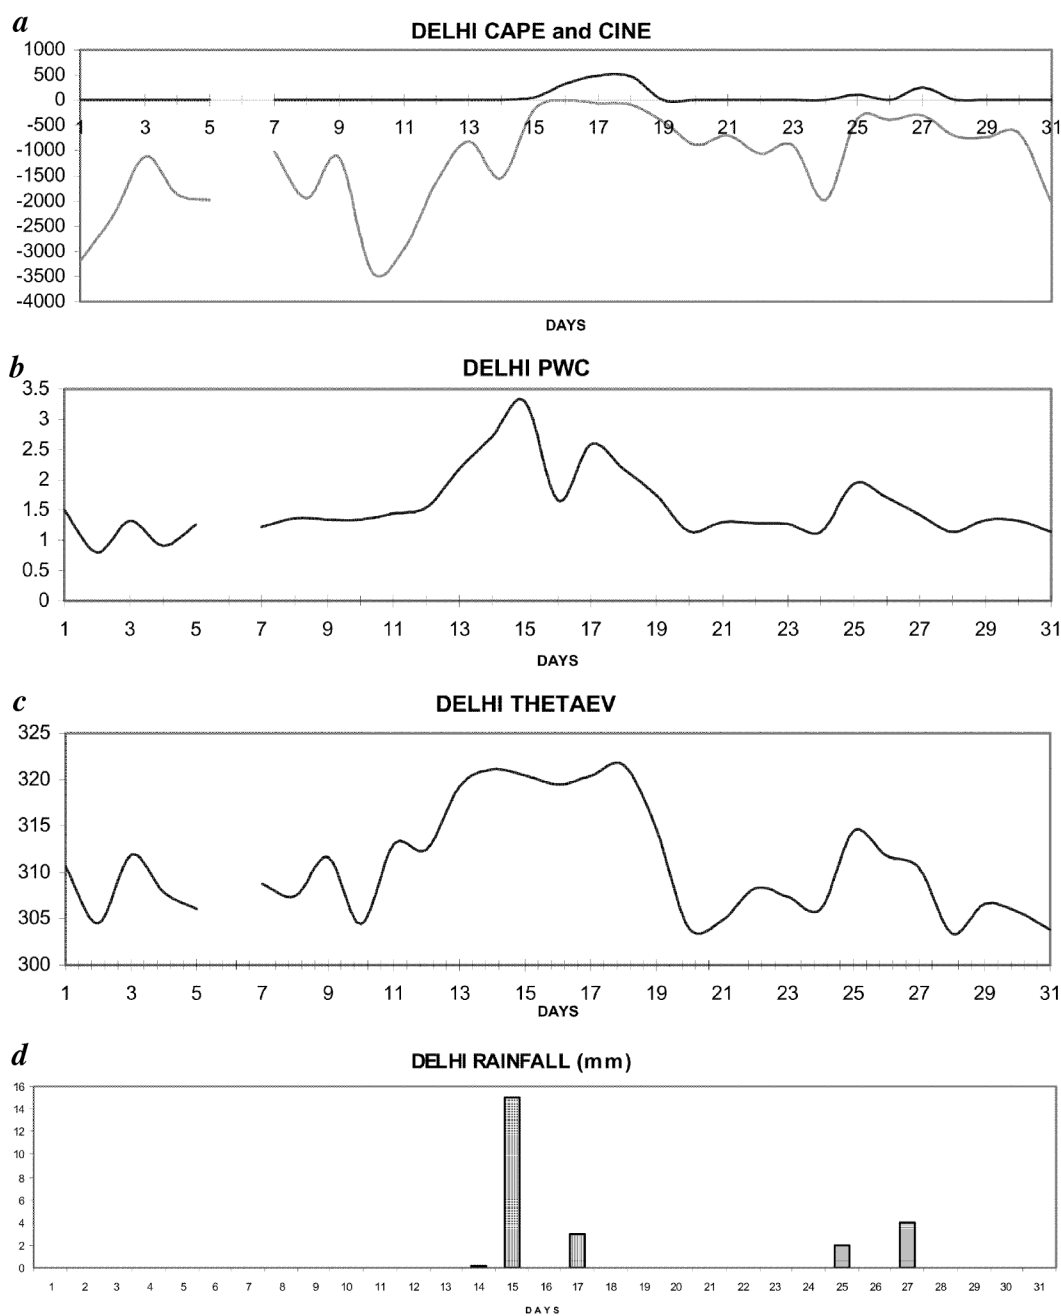 a
DELHI CAPE and CINE
1000
500
0
-500
-1000
-1500
-2000
-2500
-3000
-3500
-4000
1 3 5 7 9 11 13 15 17 19 21 23 25 27 29 31
DAYS
b
DELHI PWC
3.5
3
2.5
2
1.5
1
0.5
0
1 3 5 7 9 11 13 15 17 19 21 23 25 27 29 31
DAYS
c
DELHI THETAEV
325
320
315
310
305
300
1 3 5 7 9 11 13 15 17 19 21 23 25 27 29 31
DAYS
d
DELHI RAINFALL (mm)
16
14
12
10
8
6
4
2
0
1 2 3 4 5 6 7 8 9 10 11 12 13 14 15 16 17 18 19 20 21 22 23 24 25 26 27 28 29 30 31
DAYS